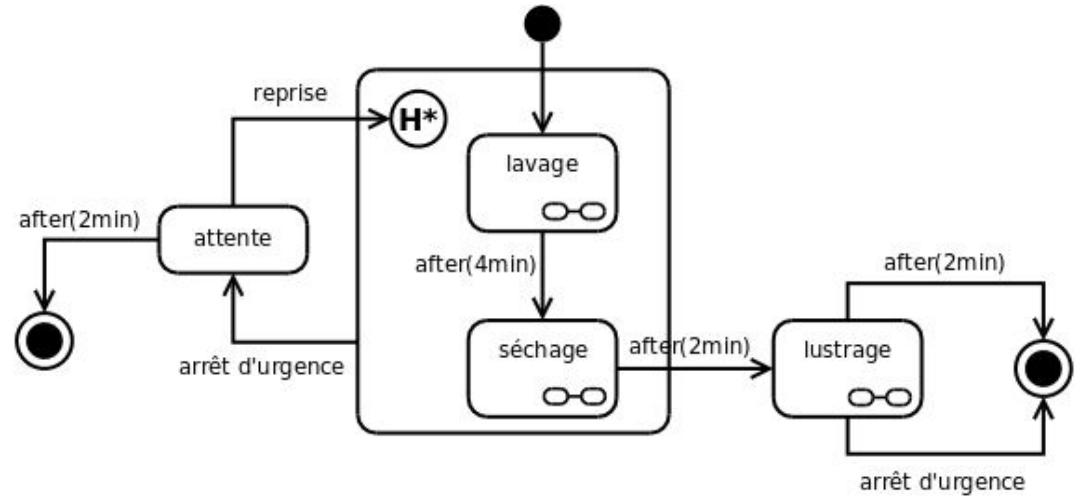 reprise
H*
lavage
after(2min)
attente
after(4min)
after(2min)
séchage
after(2min)
lustrage
arrêt d'urgence
arrêt d'urgence